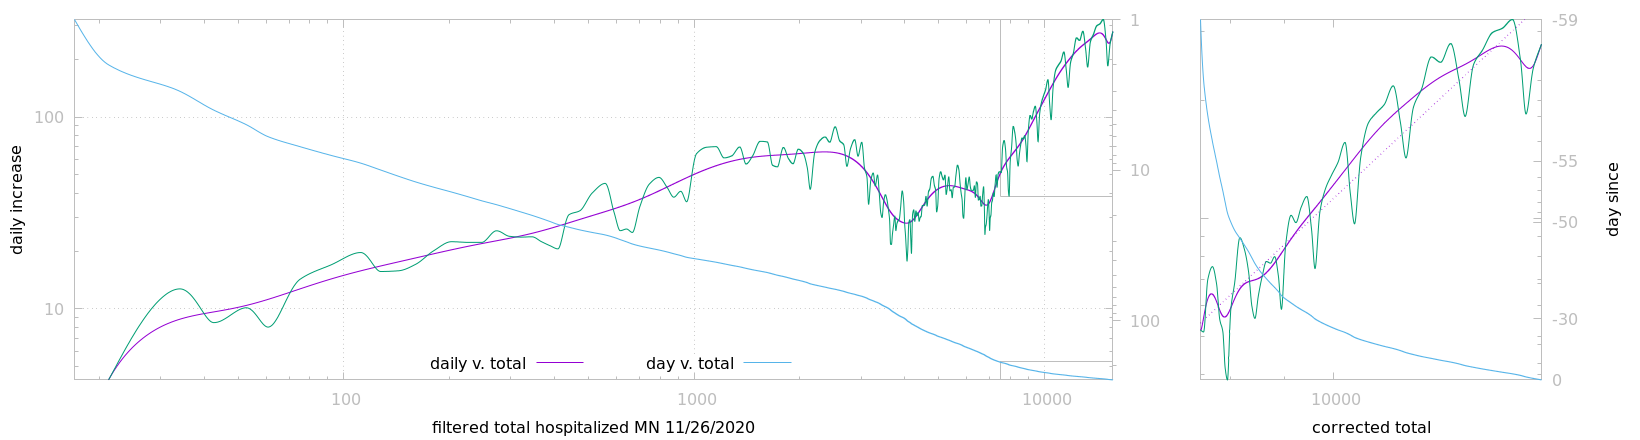 1
-59
100
daily increase
10
-55
day since
-50
10
100
-30
daily v. total
day v. total
0
100
1000
10000
10000
filtered total hospitalized MN 11/26/2020
corrected total